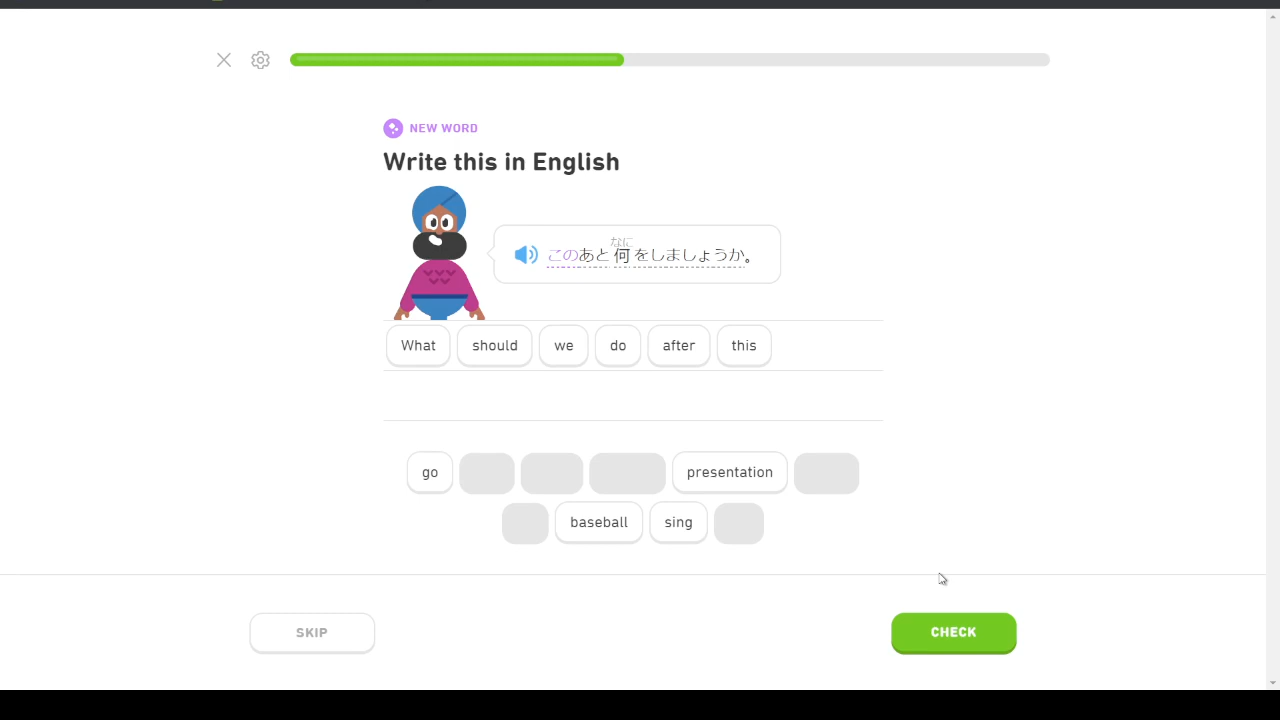 NEW WORD
Write this in English
なに
このあと何をしましょうか。
What should we do after this
go presentation
baseball sing
SKIP CHECK